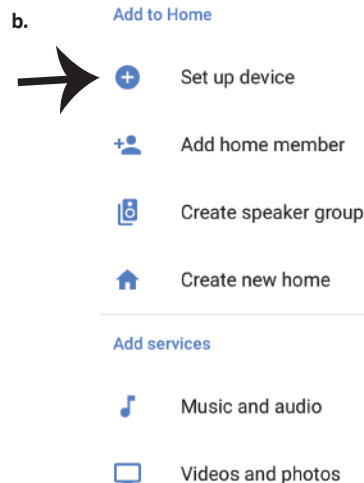 b.
Add to Home
Set up device
Add home member
Create speaker group
Create new home
Add services
Music and audio
Videos and photos